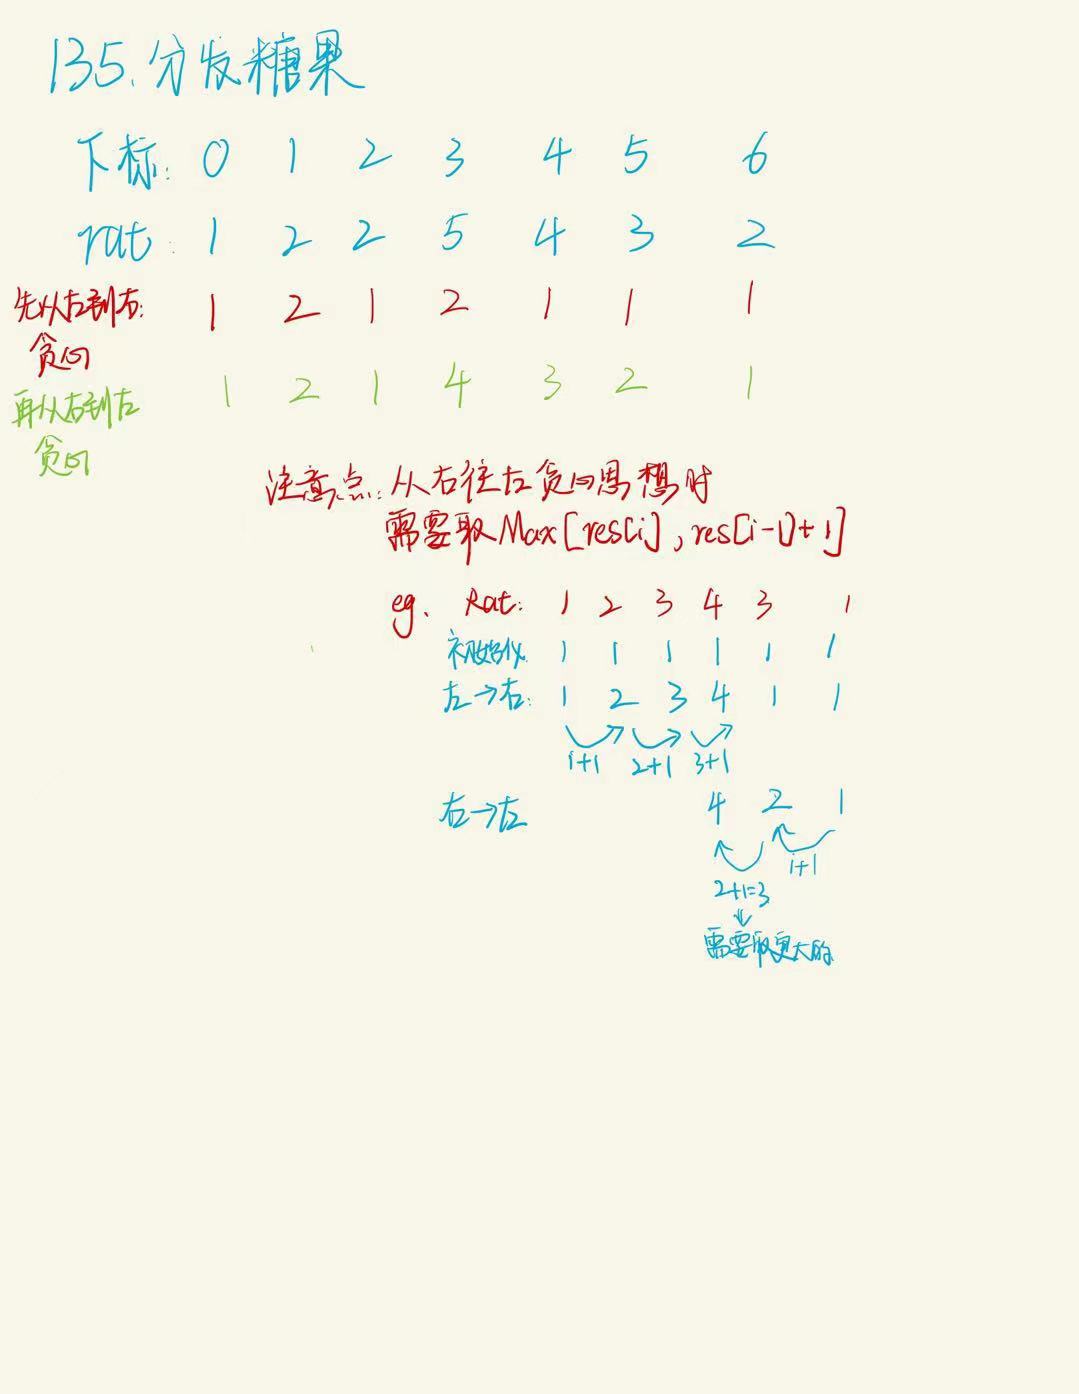 135.分发糖果
下标: 0 1 2 3 4 5 6
rat: 1 2 2 5 4 3 2
先从左到右: 1 2 1 2 1 1 1
贪心
再从右到左 1 2 1 4 3 2 1
贪心
注意点: 从右往左贪心思想时
需要取Max[res[i],res[i-1]+1]
eg. Rat: 1 2 3 4 3 1
初始化 1 1 1 1 1 1
左→右: 1 2 3 4 1 1
1+1 2+1 3+1
右→左 4 2 1
1+1
2+1=3
需要取更大的